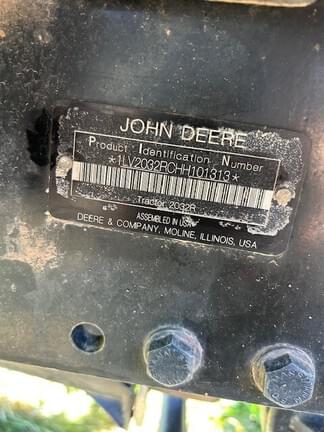 JOHN DEERE
Product Identification Number
*1LV2032RCHH101313*
Tractor 2032R
ASSEMBLED IN USA
DEERE & COMPANY, MOLINE, ILLINOIS, USA